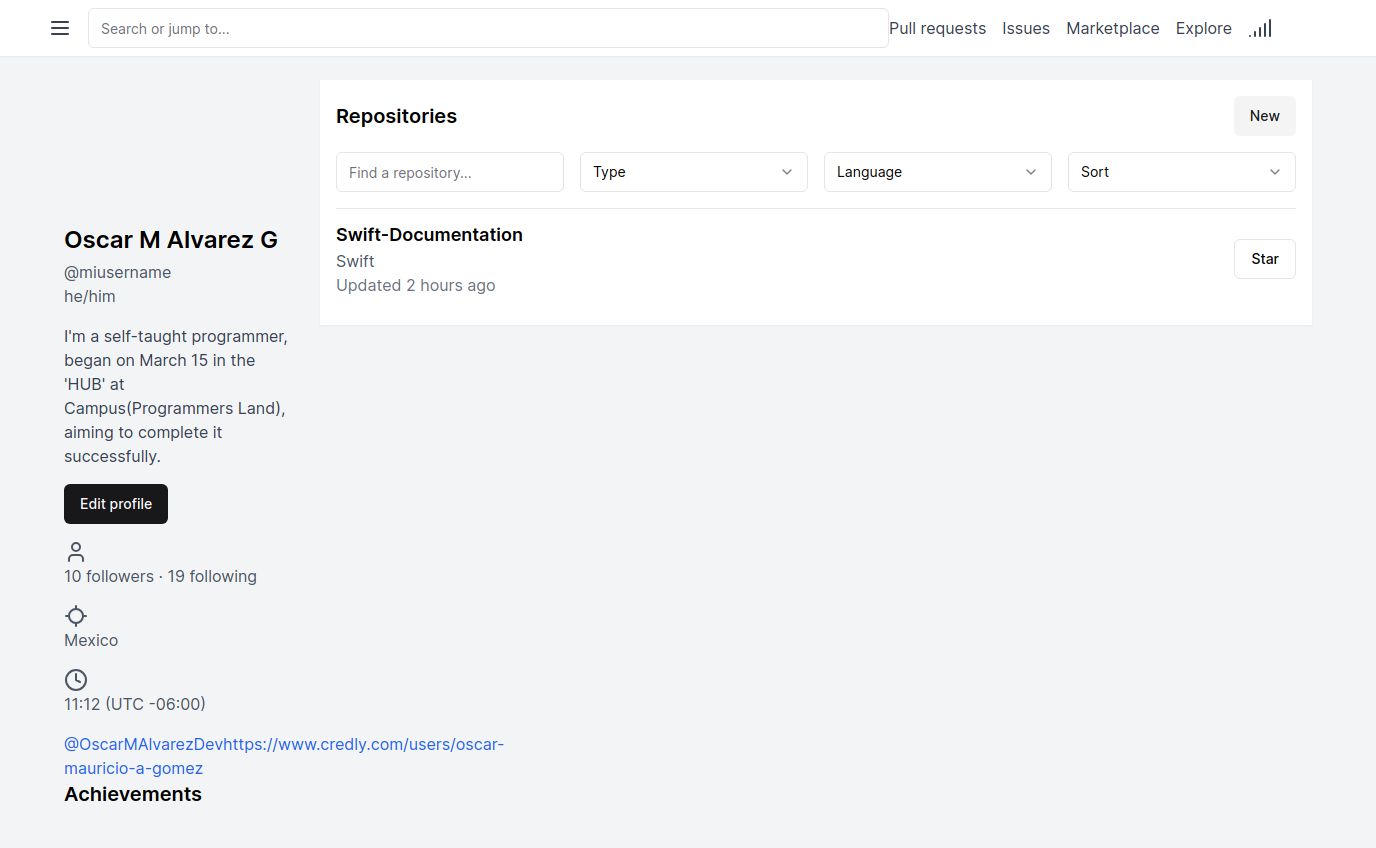 Search or jump to...
Pull requests Issues Marketplace Explore
Repositories
New
Find a repository...
Type
Language
Sort
Swift-Documentation
Swift
Updated 2 hours ago
Star
Oscar M Alvarez G
@miusername
he/him
I'm a self-taught programmer,
began on March 15 in the
'HUB' at
Campus(Programmers Land),
aiming to complete it
successfully.
Edit profile
10 followers · 19 following
Mexico
11:12 (UTC -06:00)
@OscarMAlvarezDevhttps://www.credly.com/users/oscar-
mauricio-a-gomez
Achievements